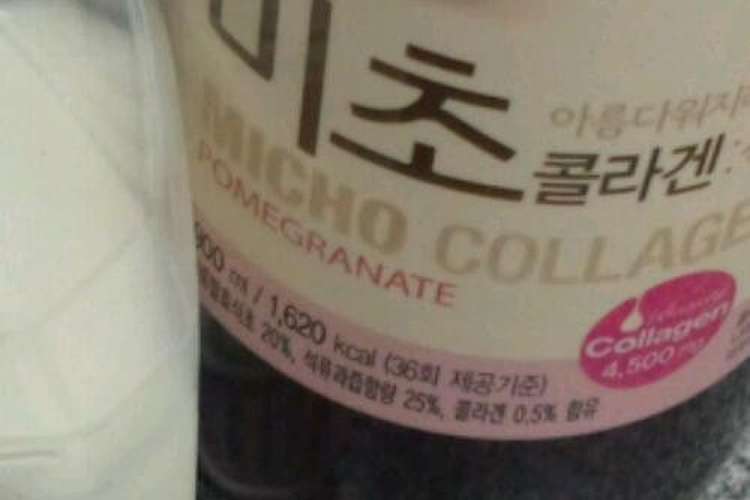 미초
아름다워지
콜라겐
MICHO COLLAGE
POMEGRANATE
900 ml / 1,620 kcal (36회 제공기준)
20%, 석류과즙함량 25%, 콜라겐 0.5% 함유
Collagen
4,500mg